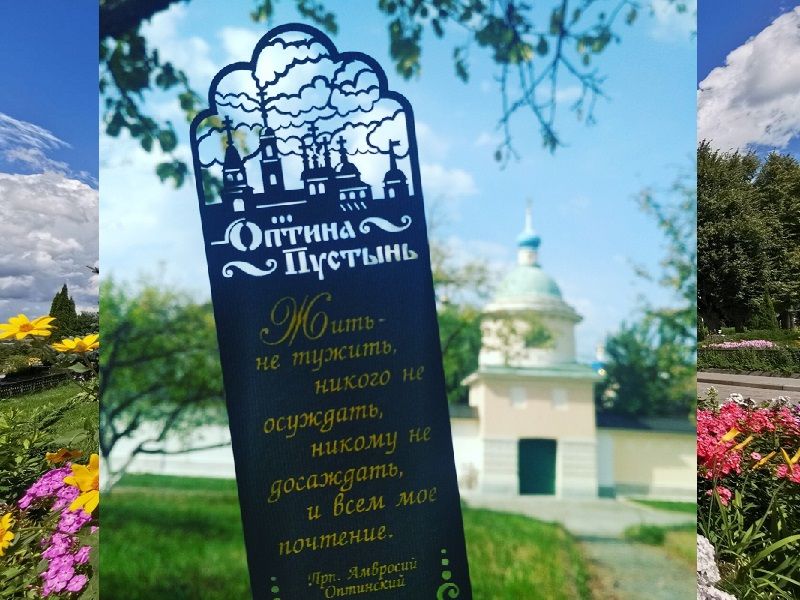 Оптина
Пустынь
Жить-
не тужить,
никого не
осуждать,
никому не
досаждать,
и всем мое
почтение.
Прп. Амвросий
Оптинский